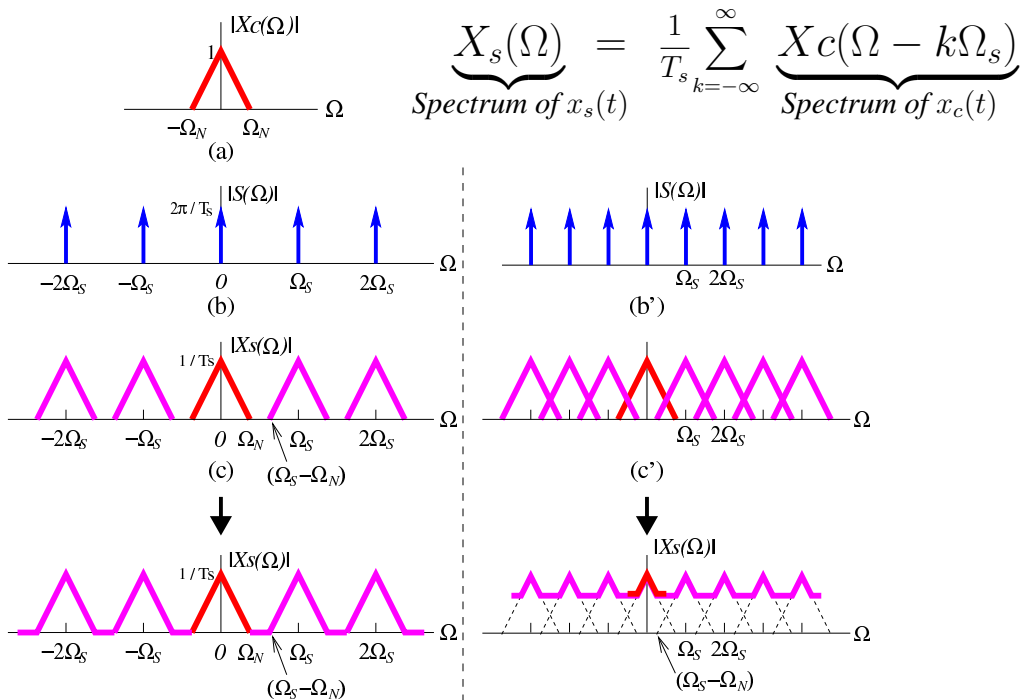 |Xc(Ω)|
1
−Ω_N Ω_N Ω
(a)
X_s(Ω) = 1/T_s ∑_{k=−∞}^{∞} Xc(Ω − kΩ_s)
Spectrum of x_s(t) Spectrum of x_c(t)
|S(Ω)|
2π / Ts
−2Ω_S −Ω_S 0 Ω_S 2Ω_S Ω
(b)
|S(Ω)|
Ω_S 2Ω_S Ω
(b')
|Xs(Ω)|
1 / Ts
−2Ω_S −Ω_S 0 Ω_N Ω_S 2Ω_S Ω
(c) (Ω_S−Ω_N)
Ω_S 2Ω_S Ω
(c')
|Xs(Ω)|
1 / Ts
−2Ω_S −Ω_S 0 Ω_N Ω_S 2Ω_S Ω
(Ω_S−Ω_N)
|Xs(Ω)|
Ω_S 2Ω_S Ω
(Ω_S−Ω_N)